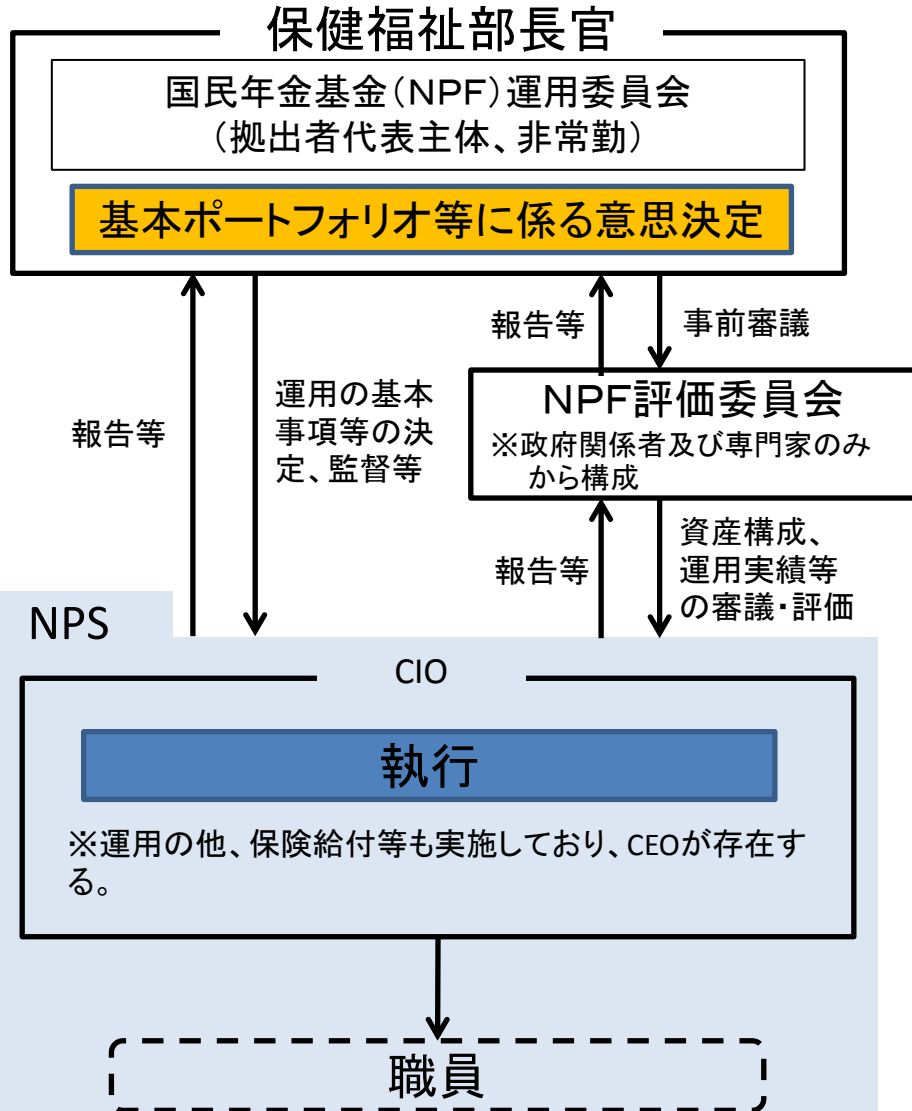 保健福祉部長官
国民年金基金(NPF)運用委員会
(拠出者代表主体、非常勤)
基本ポートフォリオ等に係る意思決定
報告等
事前審議
NPF評価委員会
※政府関係者及び専門家のみ
から構成
報告等
運用の基本
事項等の決
定、監督等
報告等
資産構成、
運用実績等
の審議・評価
NPS
CIO
執行
※運用の他、保険給付等も実施しており、CEOが存在す
る。
職員